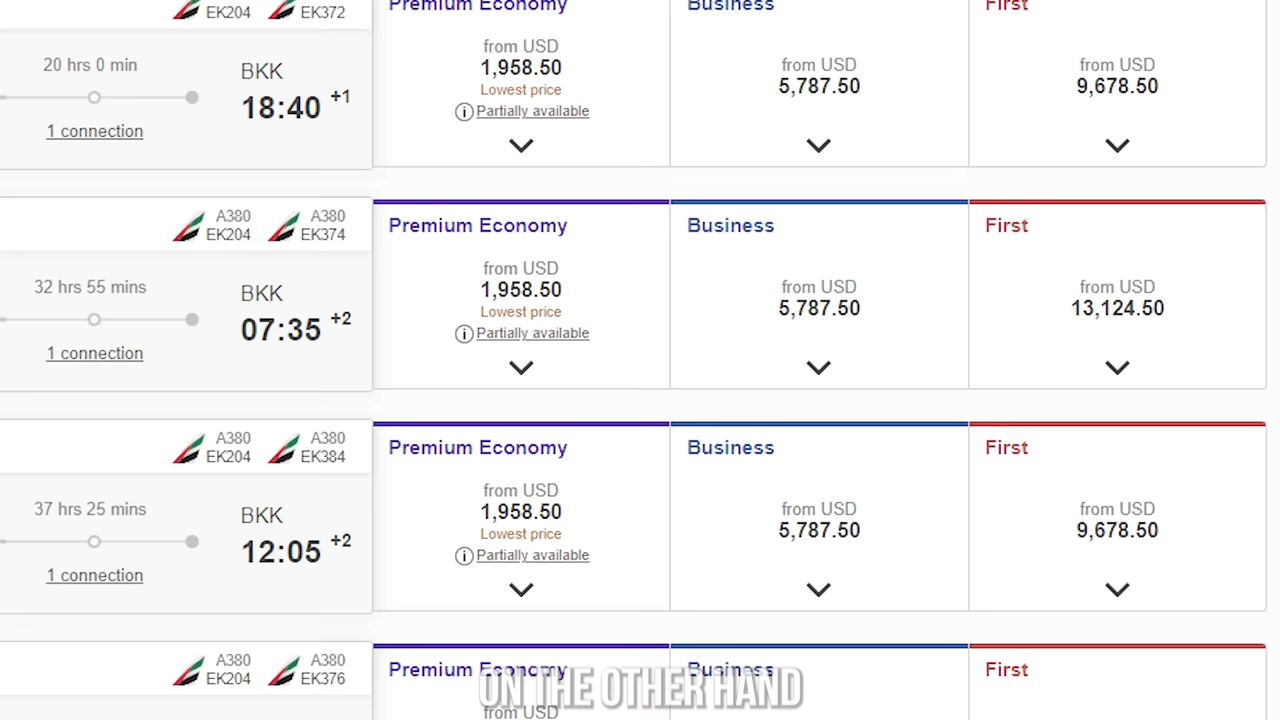 EK204 EK372
Premium Economy Business First
20 hrs 0 min
1 connection
BKK
18:40 +1
from USD
1,958.50
Lowest price
Partially available
from USD
5,787.50
from USD
9,678.50
A380 A380
EK204 EK374
Premium Economy Business First
32 hrs 55 mins
1 connection
BKK
07:35 +2
from USD
1,958.50
Lowest price
Partially available
from USD
5,787.50
from USD
13,124.50
A380 A380
EK204 EK384
Premium Economy Business First
37 hrs 25 mins
1 connection
BKK
12:05 +2
from USD
1,958.50
Lowest price
Partially available
from USD
5,787.50
from USD
9,678.50
A380 A380
EK204 EK376
Premium Economy Business First
from USD
ON THE OTHER HAND